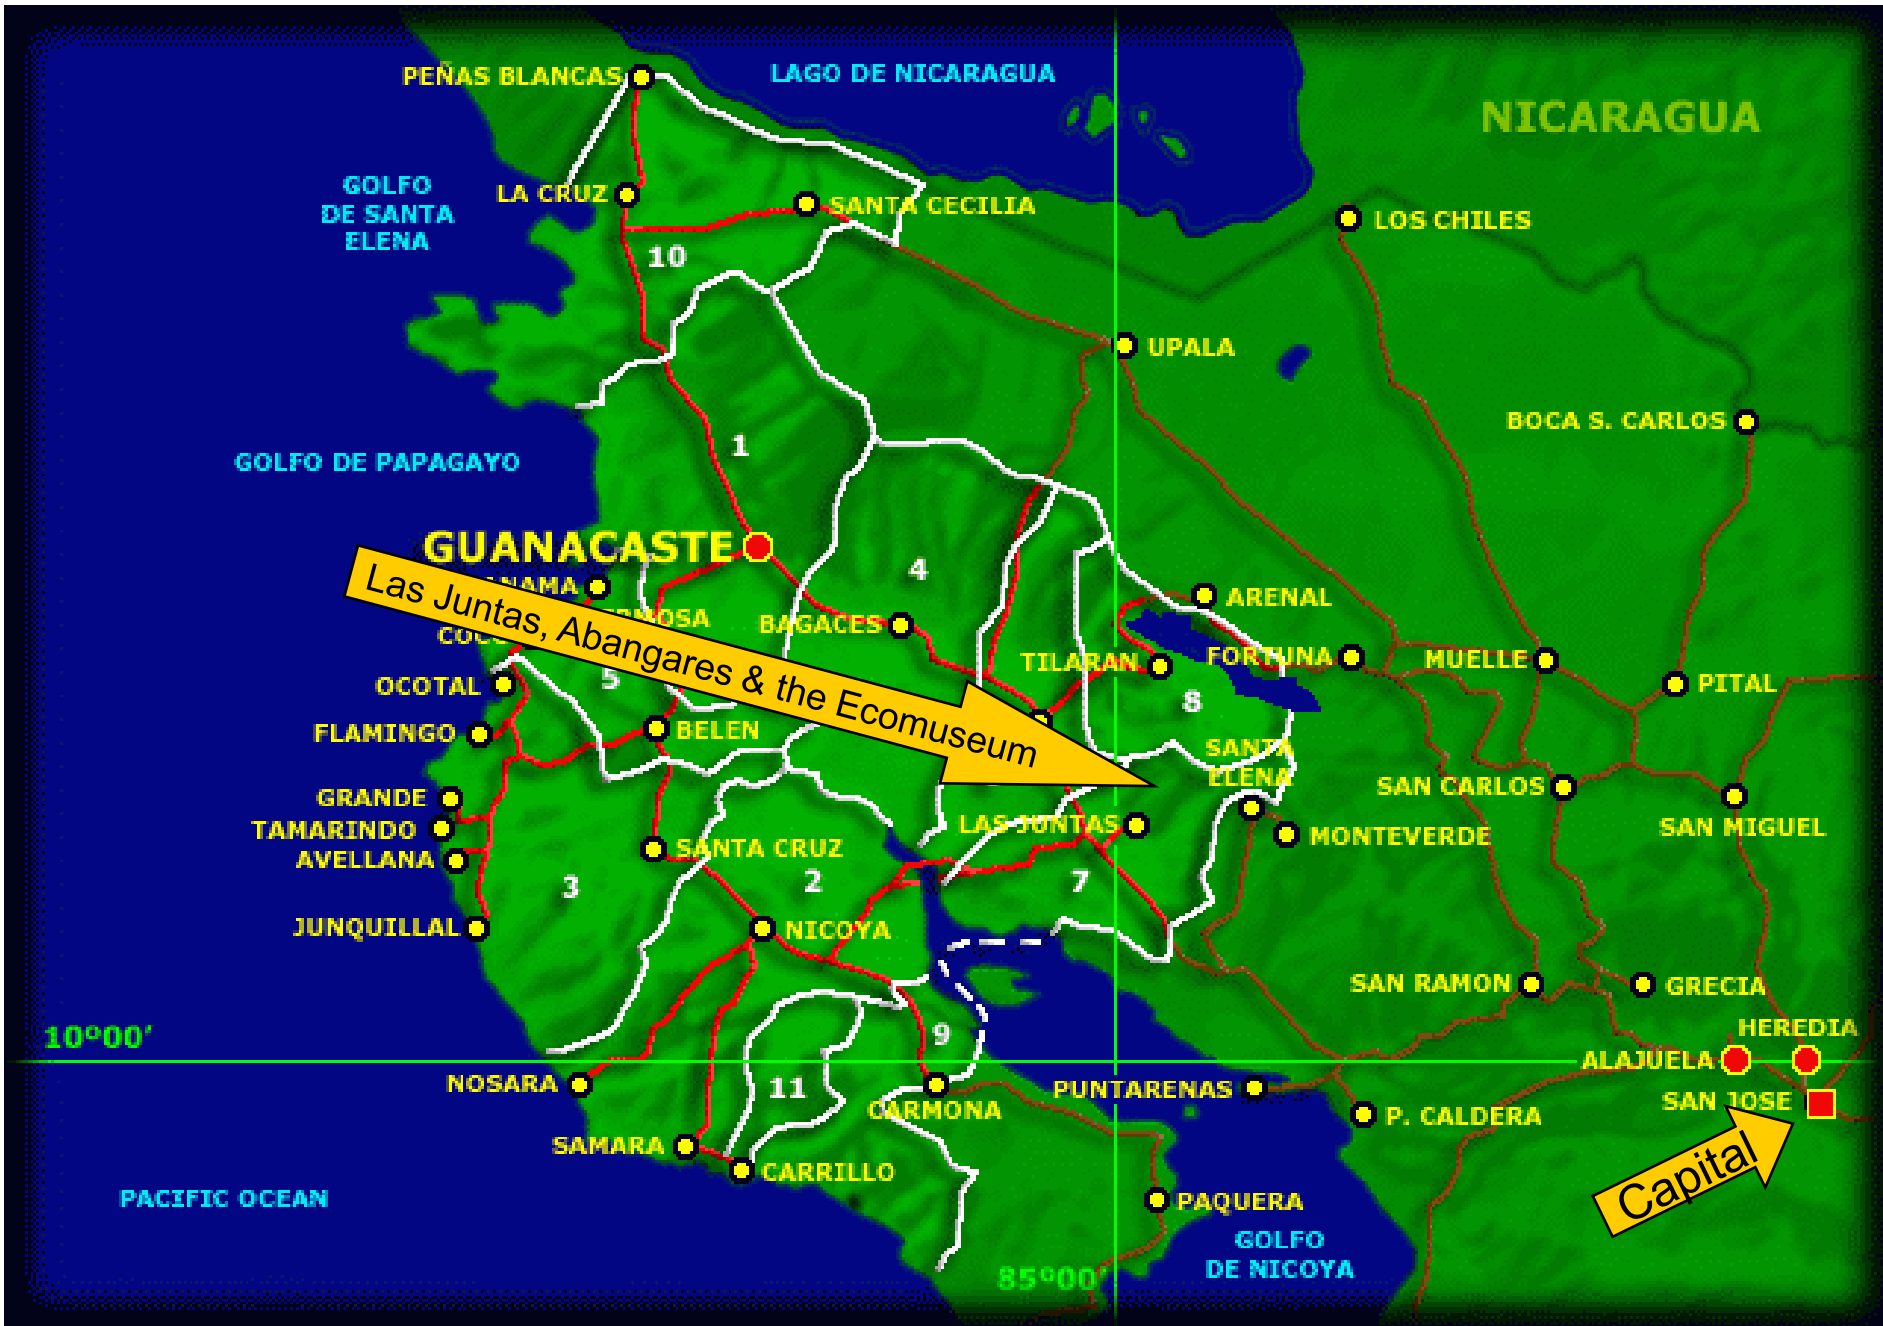 PEÑAS BLANCAS
LAGO DE NICARAGUA
NICARAGUA
GOLFO
DE SANTA
ELENA
LA CRUZ
SANTA CECILIA
LOS CHILES
10
UPALA
BOCA S. CARLOS
GOLFO DE PAPAGAYO
1
GUANACASTE
4
ARENAL
BAGACES
Las Juntas, Abangares & the Ecomuseum
TILARAN
FORTUNA
MUELLE
PITAL
OCOTAL
5
8
FLAMINGO
BELEN
SANTA
ELENA
SAN CARLOS
GRANDE
TAMARINDO
AVELLANA
LAS JUNTAS
MONTEVERDE
SAN MIGUEL
SANTA CRUZ
3
2
7
JUNQUILLAL
NICOYA
SAN RAMON
GRECIA
10º00'
9
HEREDIA
ALAJUELA
NOSARA
11
CARMONA
PUNTARENAS
SAN JOSE
P. CALDERA
Capital
SAMARA
CARRILLO
PACIFIC OCEAN
PAQUERA
GOLFO
DE NICOYA
85º00'